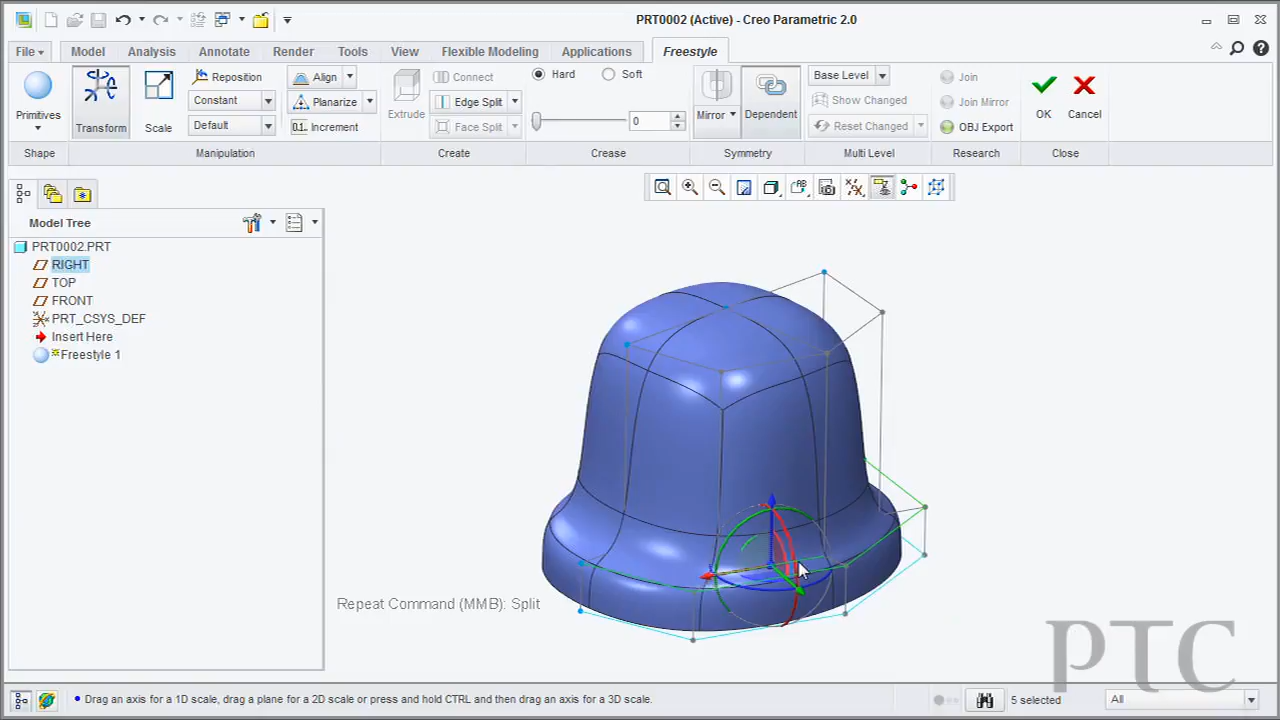 PRT0002 (Active) - Creo Parametric 2.0
File Model Analysis Annotate Render Tools View Flexible Modeling Applications Freestyle
Reposition Align Connect Hard Soft Base Level Join
Constant Planarize Edge Split Show Changed Join Mirror
Primitives Transform Scale Default 0.1. Increment Extrude Face Split 0 Mirror Dependent Reset Changed OBJ Export OK Cancel
Shape Manipulation Create Crease Symmetry Multi Level Research Close
Model Tree
PRT0002.PRT
RIGHT
TOP
FRONT
PRT_CSYS_DEF
Insert Here
Freestyle 1
Repeat Command (MMB): Split
PTC
Drag an axis for a 1D scale, drag a plane for a 2D scale or press and hold CTRL and then drag an axis for a 3D scale. 5 selected All